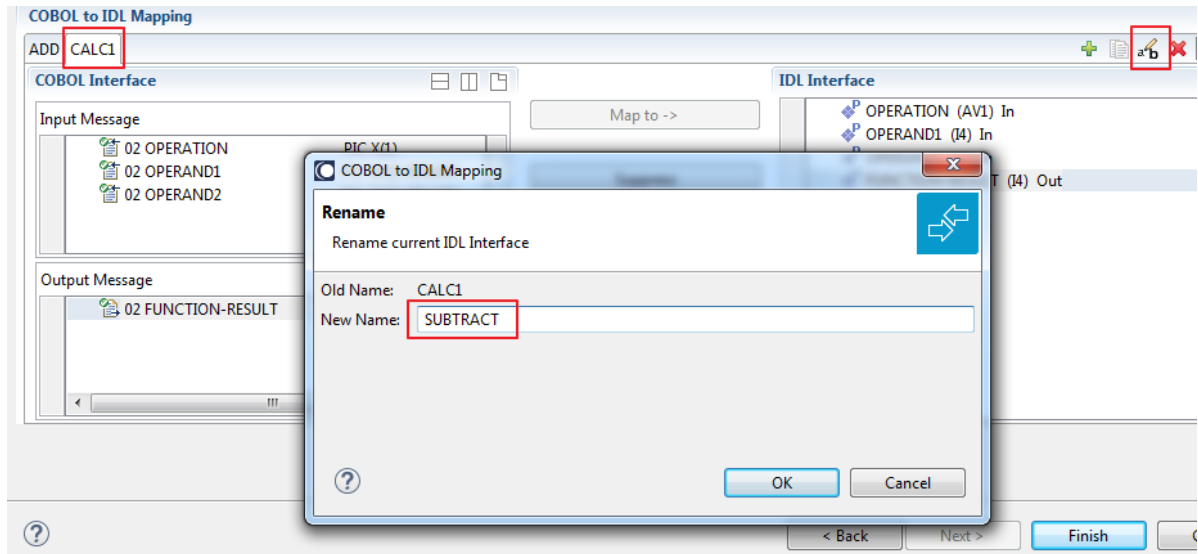 COBOL to IDL Mapping
ADD CALC1
COBOL Interface
Input Message
02 OPERATION PIC X(1)
02 OPERAND1
02 OPERAND2
Output Message
02 FUNCTION-RESULT
Map to ->
Suppress
IDL Interface
OPERATION (AV1) In
OPERAND1 (I4) In
T (I4) Out
COBOL to IDL Mapping
Rename
Rename current IDL Interface
Old Name: CALC1
New Name: SUBTRACT
OK Cancel
< Back Next > Finish